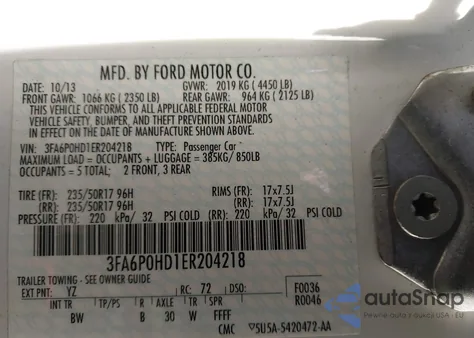 MFD. BY FORD MOTOR CO.
DATE: 10/13 GVWR: 2019 KG ( 4450 LB)
FRONT GAWR: 1066 KG ( 2350 LB) REAR GAWR: 964 KG ( 2125 LB)
THIS VEHICLE CONFORMS TO ALL APPLICABLE FEDERAL MOTOR
VEHICLE SAFETY, BUMPER, AND THEFT PREVENTION STANDARDS
IN EFFECT ON THE DATE OF MANUFACTURE SHOWN ABOVE.
VIN: 3FA6P0HD1ER204218 TYPE: Passenger Car
MAXIMUM LOAD = OCCUPANTS + LUGGAGE = 385KG/ 850LB
OCCUPANTS = 5 TOTAL: 2 FRONT, 3 REAR
TIRE (FR): 235/50R17 96H RIMS (FR): 17x7.5J
(RR): 235/50R17 96H (RR): 17x7.5J
PRESSURE (FR): 220 kPa/ 32 PSI COLD (RR): 220 kPa/ 32 PSI COLD
3FA6P0HD1ER204218
TRAILER TOWING - SEE OWNER GUIDE
EXT PNT: YZ RC: 72 DSO: F0036
R0046
INT TR TP/PS R AXLE TR SPR
BW B 30 W FFFF
CMC 5U5A-5420472-AA
autoSnap